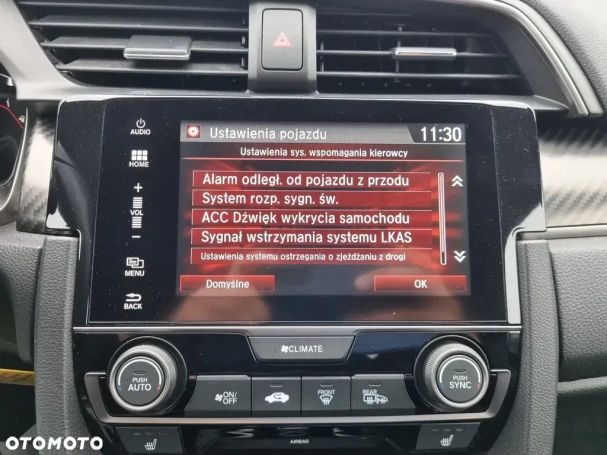 AUDIO
HOME
+
VOL
−
MENU
BACK
Ustawienia pojazdu 11:30
Ustawienia sys. wspomagania kierowcy
Alarm odległ. od pojazdu z przodu
System rozp. sygn. św.
ACC Dźwięk wykrycia samochodu
Sygnał wstrzymania systemu LKAS
Ustawienia systemu ostrzegania o zjeżdżaniu z drogi
Domyślne OK
CLIMATE
PUSH
AUTO
ON/
OFF
FRONT
REAR
PUSH
SYNC
AIRBAG
OTOMOTO